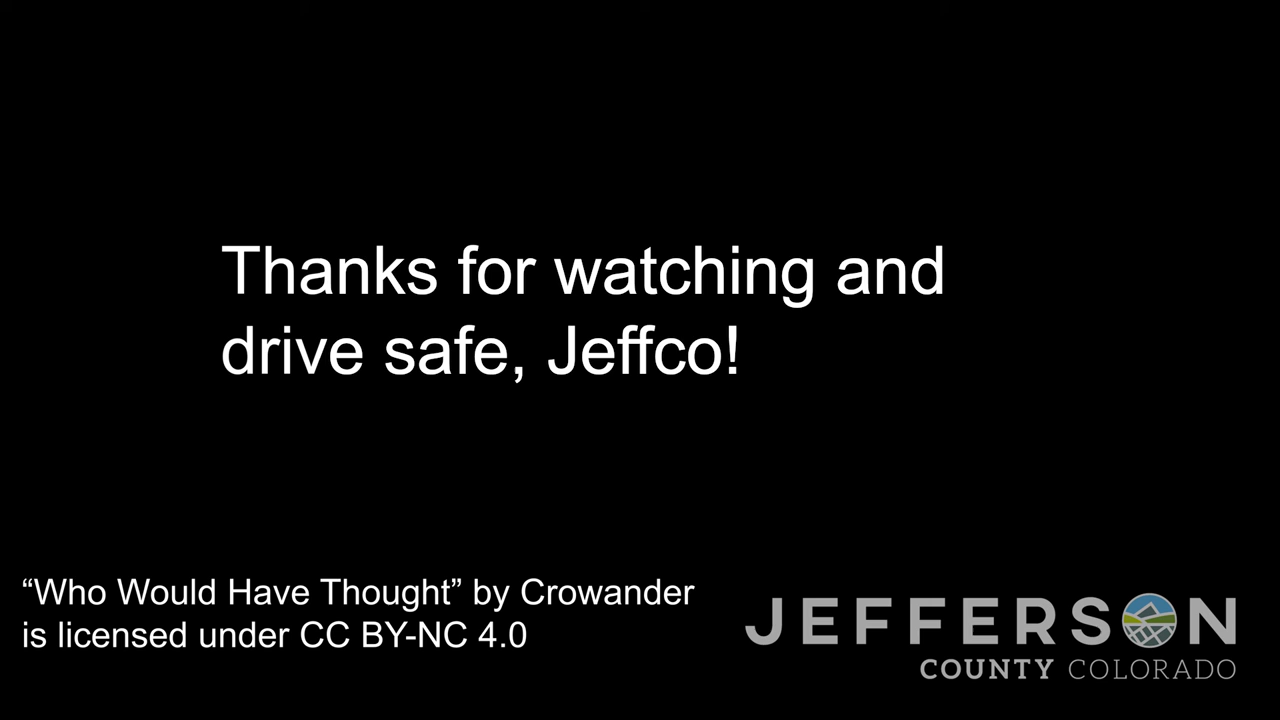 Thanks for watching and
drive safe, Jeffco!
“Who Would Have Thought” by Crowander
is licensed under CC BY-NC 4.0
JEFFERSON
COUNTY COLORADO